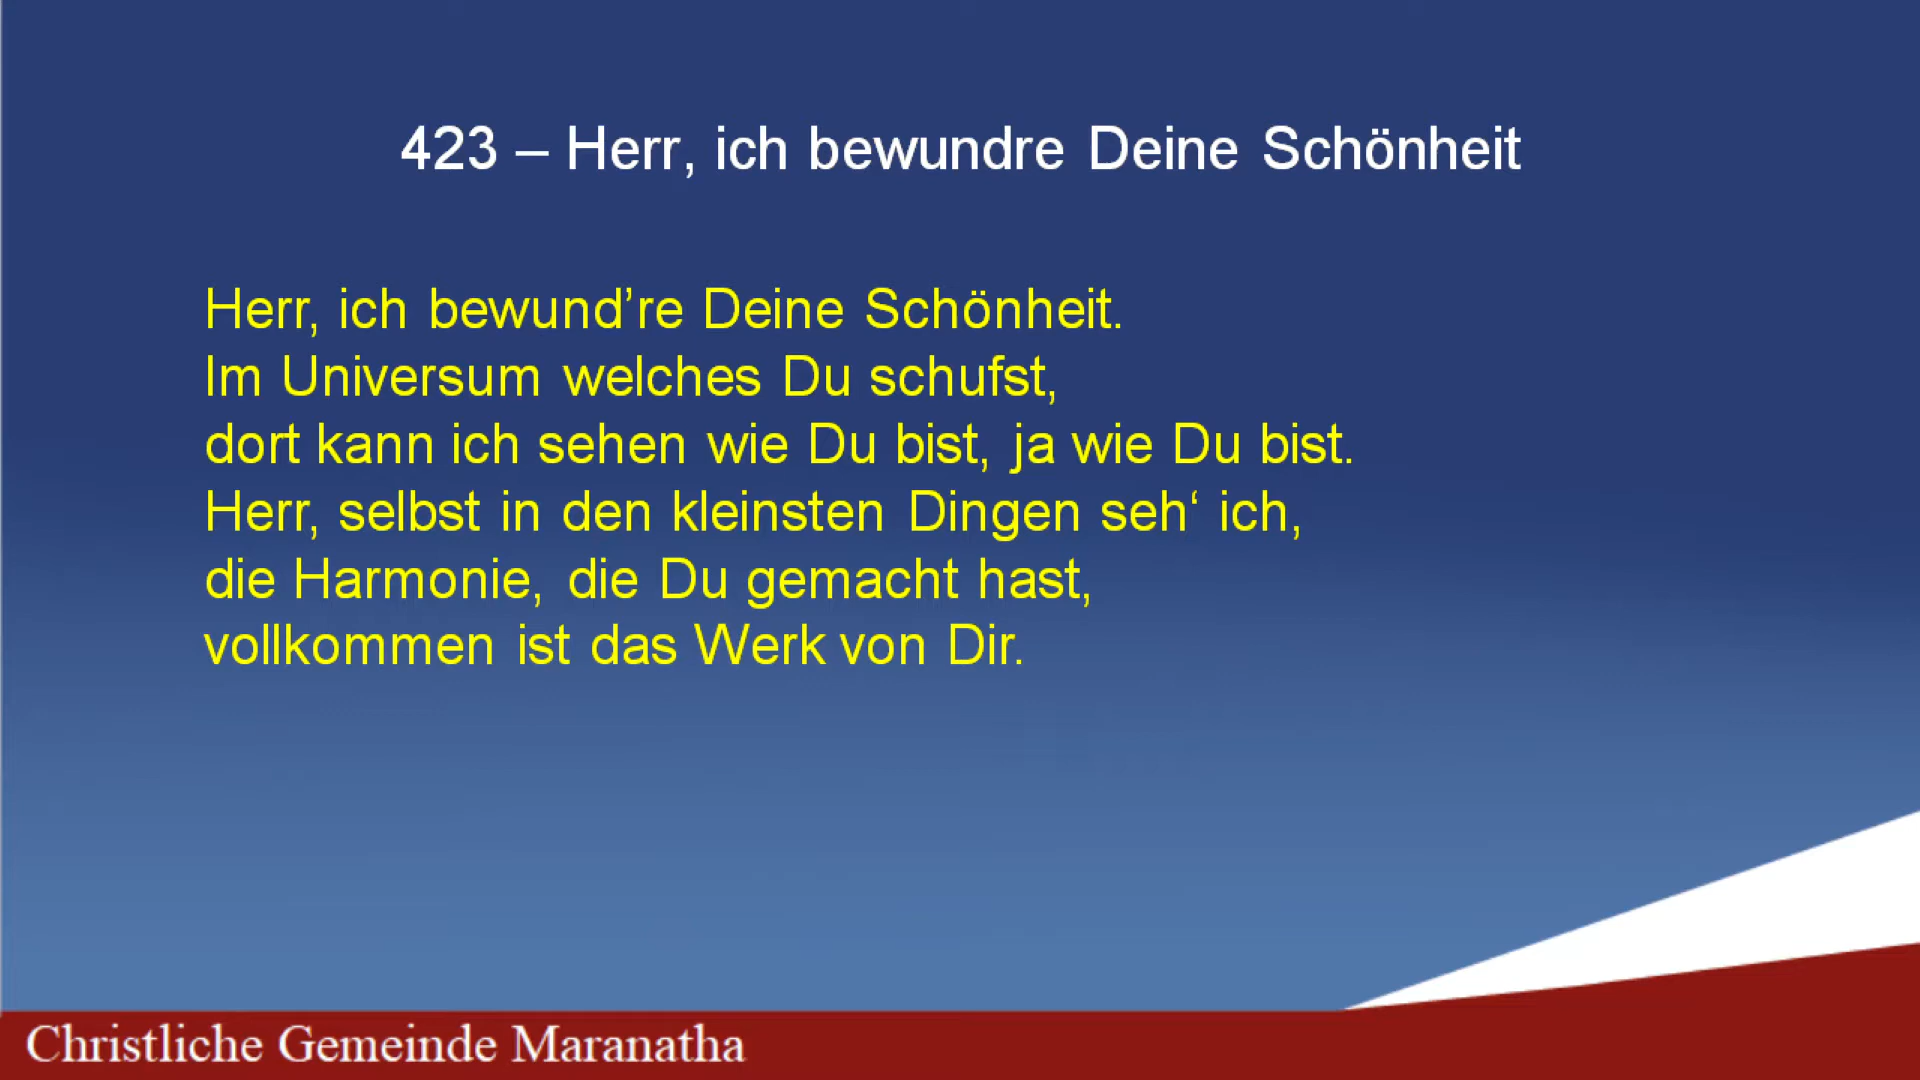 423 – Herr, ich bewundre Deine Schönheit
Herr, ich bewund’re Deine Schönheit.
Im Universum welches Du schufst,
dort kann ich sehen wie Du bist, ja wie Du bist.
Herr, selbst in den kleinsten Dingen seh‘ ich,
die Harmonie, die Du gemacht hast,
vollkommen ist das Werk von Dir.
Christliche Gemeinde Maranatha